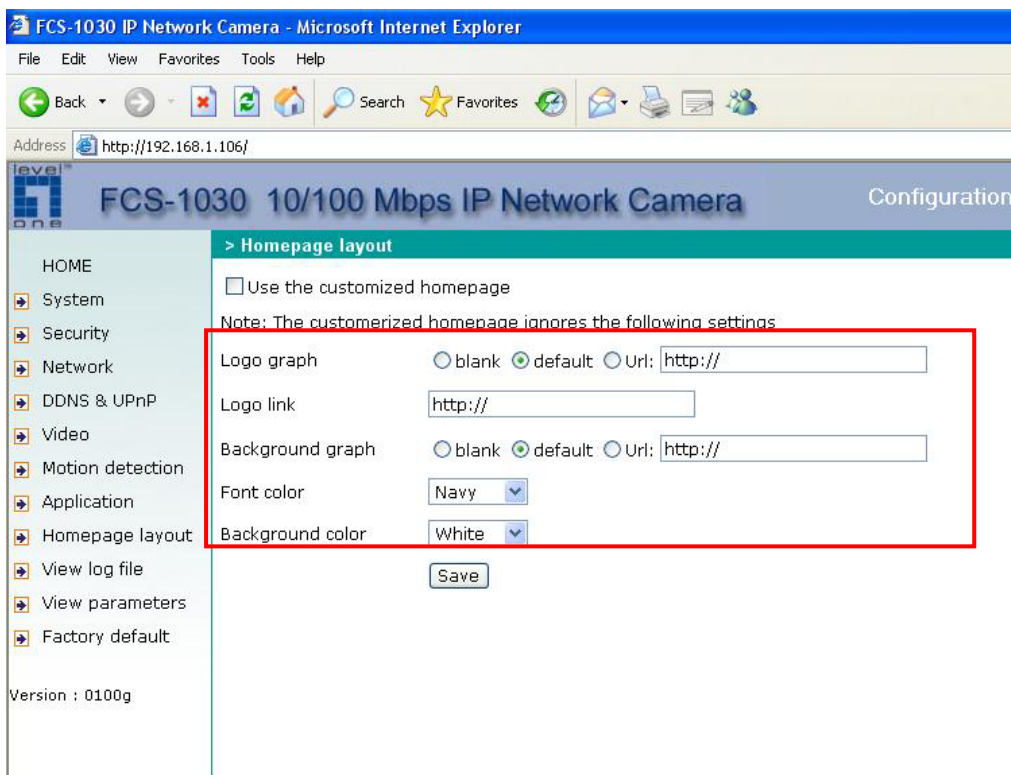 FCS-1030 IP Network Camera - Microsoft Internet Explorer
File Edit View Favorites Tools Help
Back Search Favorites
Address http://192.168.1.106/
level one
FCS-1030 10/100 Mbps IP Network Camera Configuration
> Homepage layout
HOME
System
Security
Network
DDNS & UPnP
Video
Motion detection
Application
Homepage layout
View log file
View parameters
Factory default
Version : 0100g
Use the customized homepage
Note: The customerized homepage ignores the following settings
Logo graph blank default Url: http://
Logo link http://
Background graph blank default Url: http://
Font color Navy
Background color White
Save